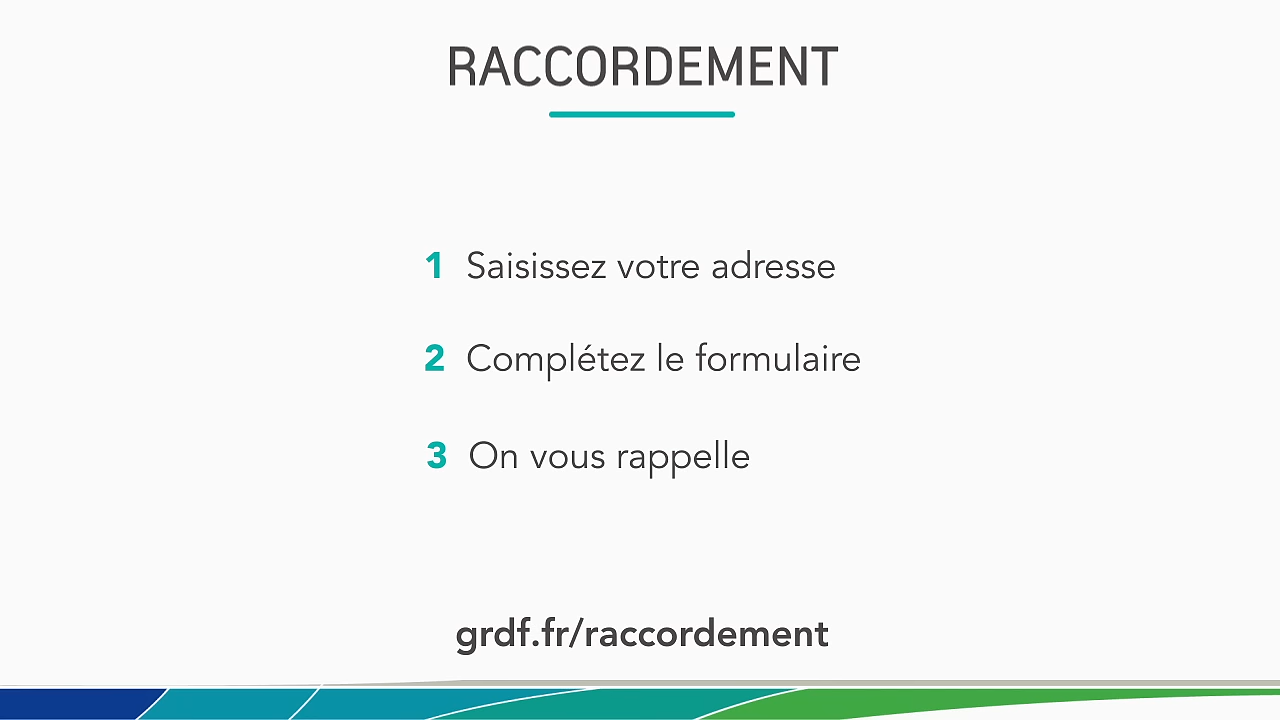 RACCORDEMENT
1 Saisissez votre adresse
2 Complétez le formulaire
3 On vous rappelle
grdf.fr/raccordement